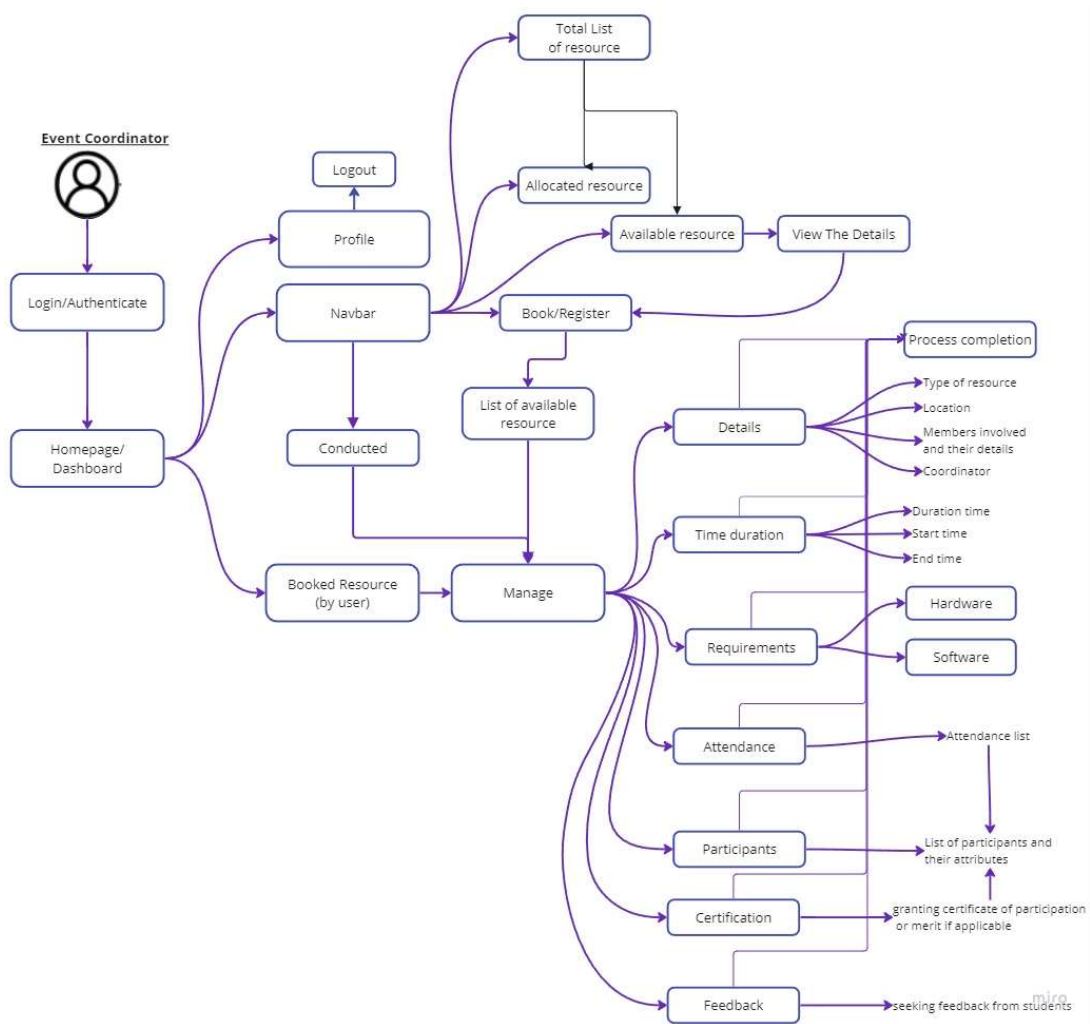 Total List
of resource
Event Coordinator
Logout
Allocated resource
Profile
Available resource
View The Details
Login/Authenticate
Navbar
Book/Register
Process completion
Type of resource
List of available
resource
Location
Details
Members involved
and their details
Homepage/
Dashboard
Conducted
Coordinator
Duration time
Time duration
Start time
End time
Booked Resource
(by user)
Manage
Hardware
Requirements
Software
Attendance
Attendance list
Participants
List of participants and
their attributes
Certification
granting certificate of participation
or merit if applicable
Feedback
seeking feedback from students
miro